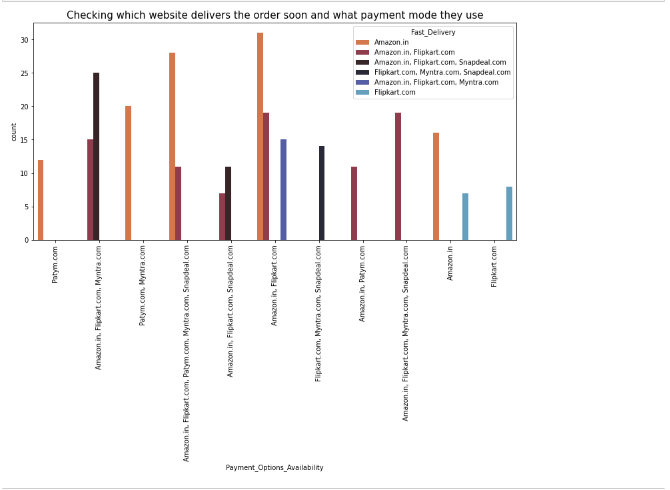 Checking which website delivers the order soon and what payment mode they use
Fast_Delivery
Amazon.in
Amazon.in, Flipkart.com
Amazon.in, Flipkart.com, Snapdeal.com
Flipkart.com, Myntra.com, Snapdeal.com
Amazon.in, Flipkart.com, Myntra.com
Flipkart.com
count
30
25
20
15
10
5
0
Patym.com
Amazon.in, Flipkart.com, Myntra.com
Patym.com, Myntra.com
Amazon.in, Flipkart.com, Patym.com, Myntra.com, Snapdeal.com
Amazon.in, Flipkart.com, Snapdeal.com
Amazon.in, Flipkart.com
Flipkart.com, Myntra.com, Snapdeal.com
Amazon.in, Patym.com
Amazon.in, Flipkart.com, Myntra.com, Snapdeal.com
Amazon.in
Flipkart.com
Payment_Options_Availability